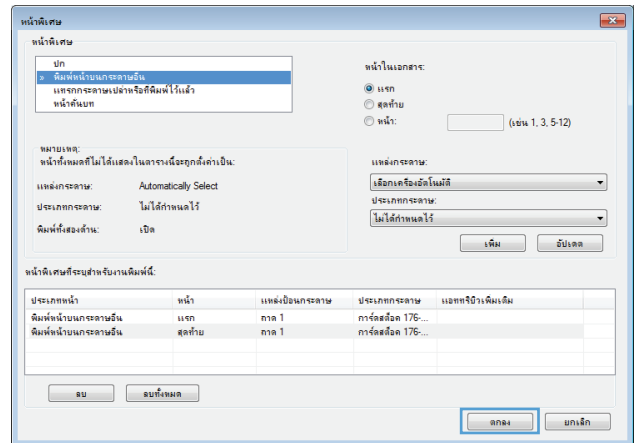 หน้าพิเศษ
หน้าพิเศษ
ปก
» พิมพ์หน้าบนกระดาษอื่น
แทรกกระดาษเปล่าหรือที่พิมพ์ไว้แล้ว
หน้าคั่นบท
หน้าในเอกสาร:
แรก
สุดท้าย
หน้า: (เช่น 1, 3, 5-12)
หมายเหตุ:
หน้าทั้งหมดที่ไม่ได้แสดงในตารางนี้จะถูกตั้งค่าเป็น:
แหล่งกระดาษ: Automatically Select
ประเภทกระดาษ: ไม่ได้กำหนดไว้
พิมพ์ทั้งสองด้าน: เปิด
แหล่งกระดาษ:
เลือกเครื่องอัตโนมัติ
ประเภทกระดาษ:
ไม่ได้กำหนดไว้
เพิ่ม อัปเดต
หน้าพิเศษที่ระบุสำหรับงานพิมพ์นี้:
ประเภทหน้า หน้า แหล่งป้อนกระดาษ ประเภทกระดาษ แอททริบิวเพิ่มเติม
พิมพ์หน้าบนกระดาษอื่น แรก ถาด 1 การ์ดสต็อค 176-...
พิมพ์หน้าบนกระดาษอื่น สุดท้าย ถาด 1 การ์ดสต็อค 176-...
ลบ ลบทั้งหมด
ตกลง ยกเลิก